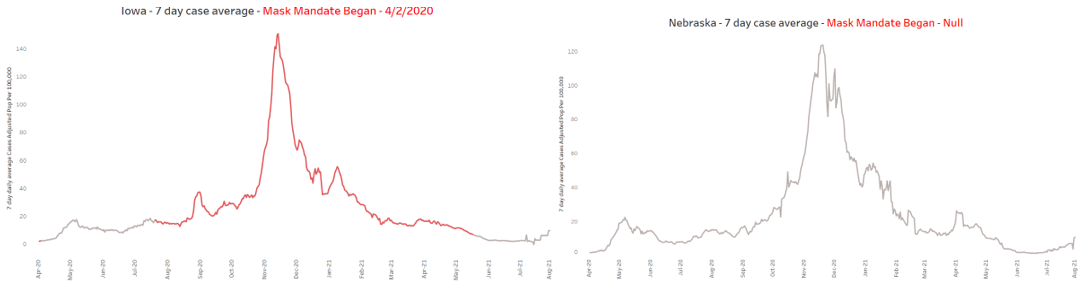 Iowa - 7 day case average - Mask Mandate Began - 4/2/2020
7 day daily average Cases Adjusted Pop Per 100,000
140
120
100
80
60
40
20
0
Apr-20 May-20 Jun-20 Jul-20 Aug-20 Sep-20 Oct-20 Nov-20 Dec-20 Jan-21 Feb-21 Mar-21 Apr-21 May-21 Jun-21 Jul-21 Aug-21
Nebraska - 7 day case average - Mask Mandate Began - Null
7 day daily average Cases Adjusted Pop Per 100,000
120
100
80
60
40
20
0
Apr-20 May-20 Jun-20 Jul-20 Aug-20 Sep-20 Oct-20 Nov-20 Dec-20 Jan-21 Feb-21 Mar-21 Apr-21 May-21 Jun-21 Jul-21 Aug-21